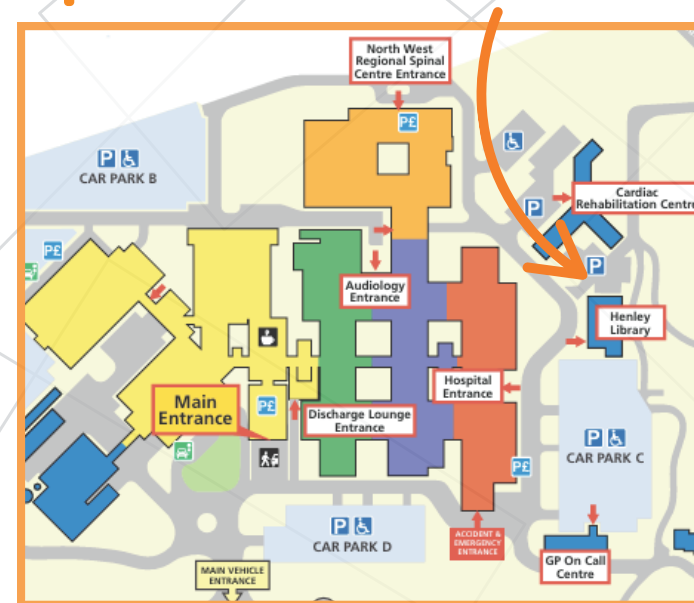 North West
Regional Spinal
Centre Entrance
P£
P
CAR PARK B
Cardiac
Rehabilitation Centre
P
P£
P
Audiology
Entrance
Henley
Library
Main
Entrance
P£
Discharge Lounge
Entrance
Hospital
Entrance
P
CAR PARK C
P£
P
CAR PARK D
ACCIDENT &
EMERGENCY
ENTRANCE
GP On Call
Centre
MAIN VEHICLE
ENTRANCE